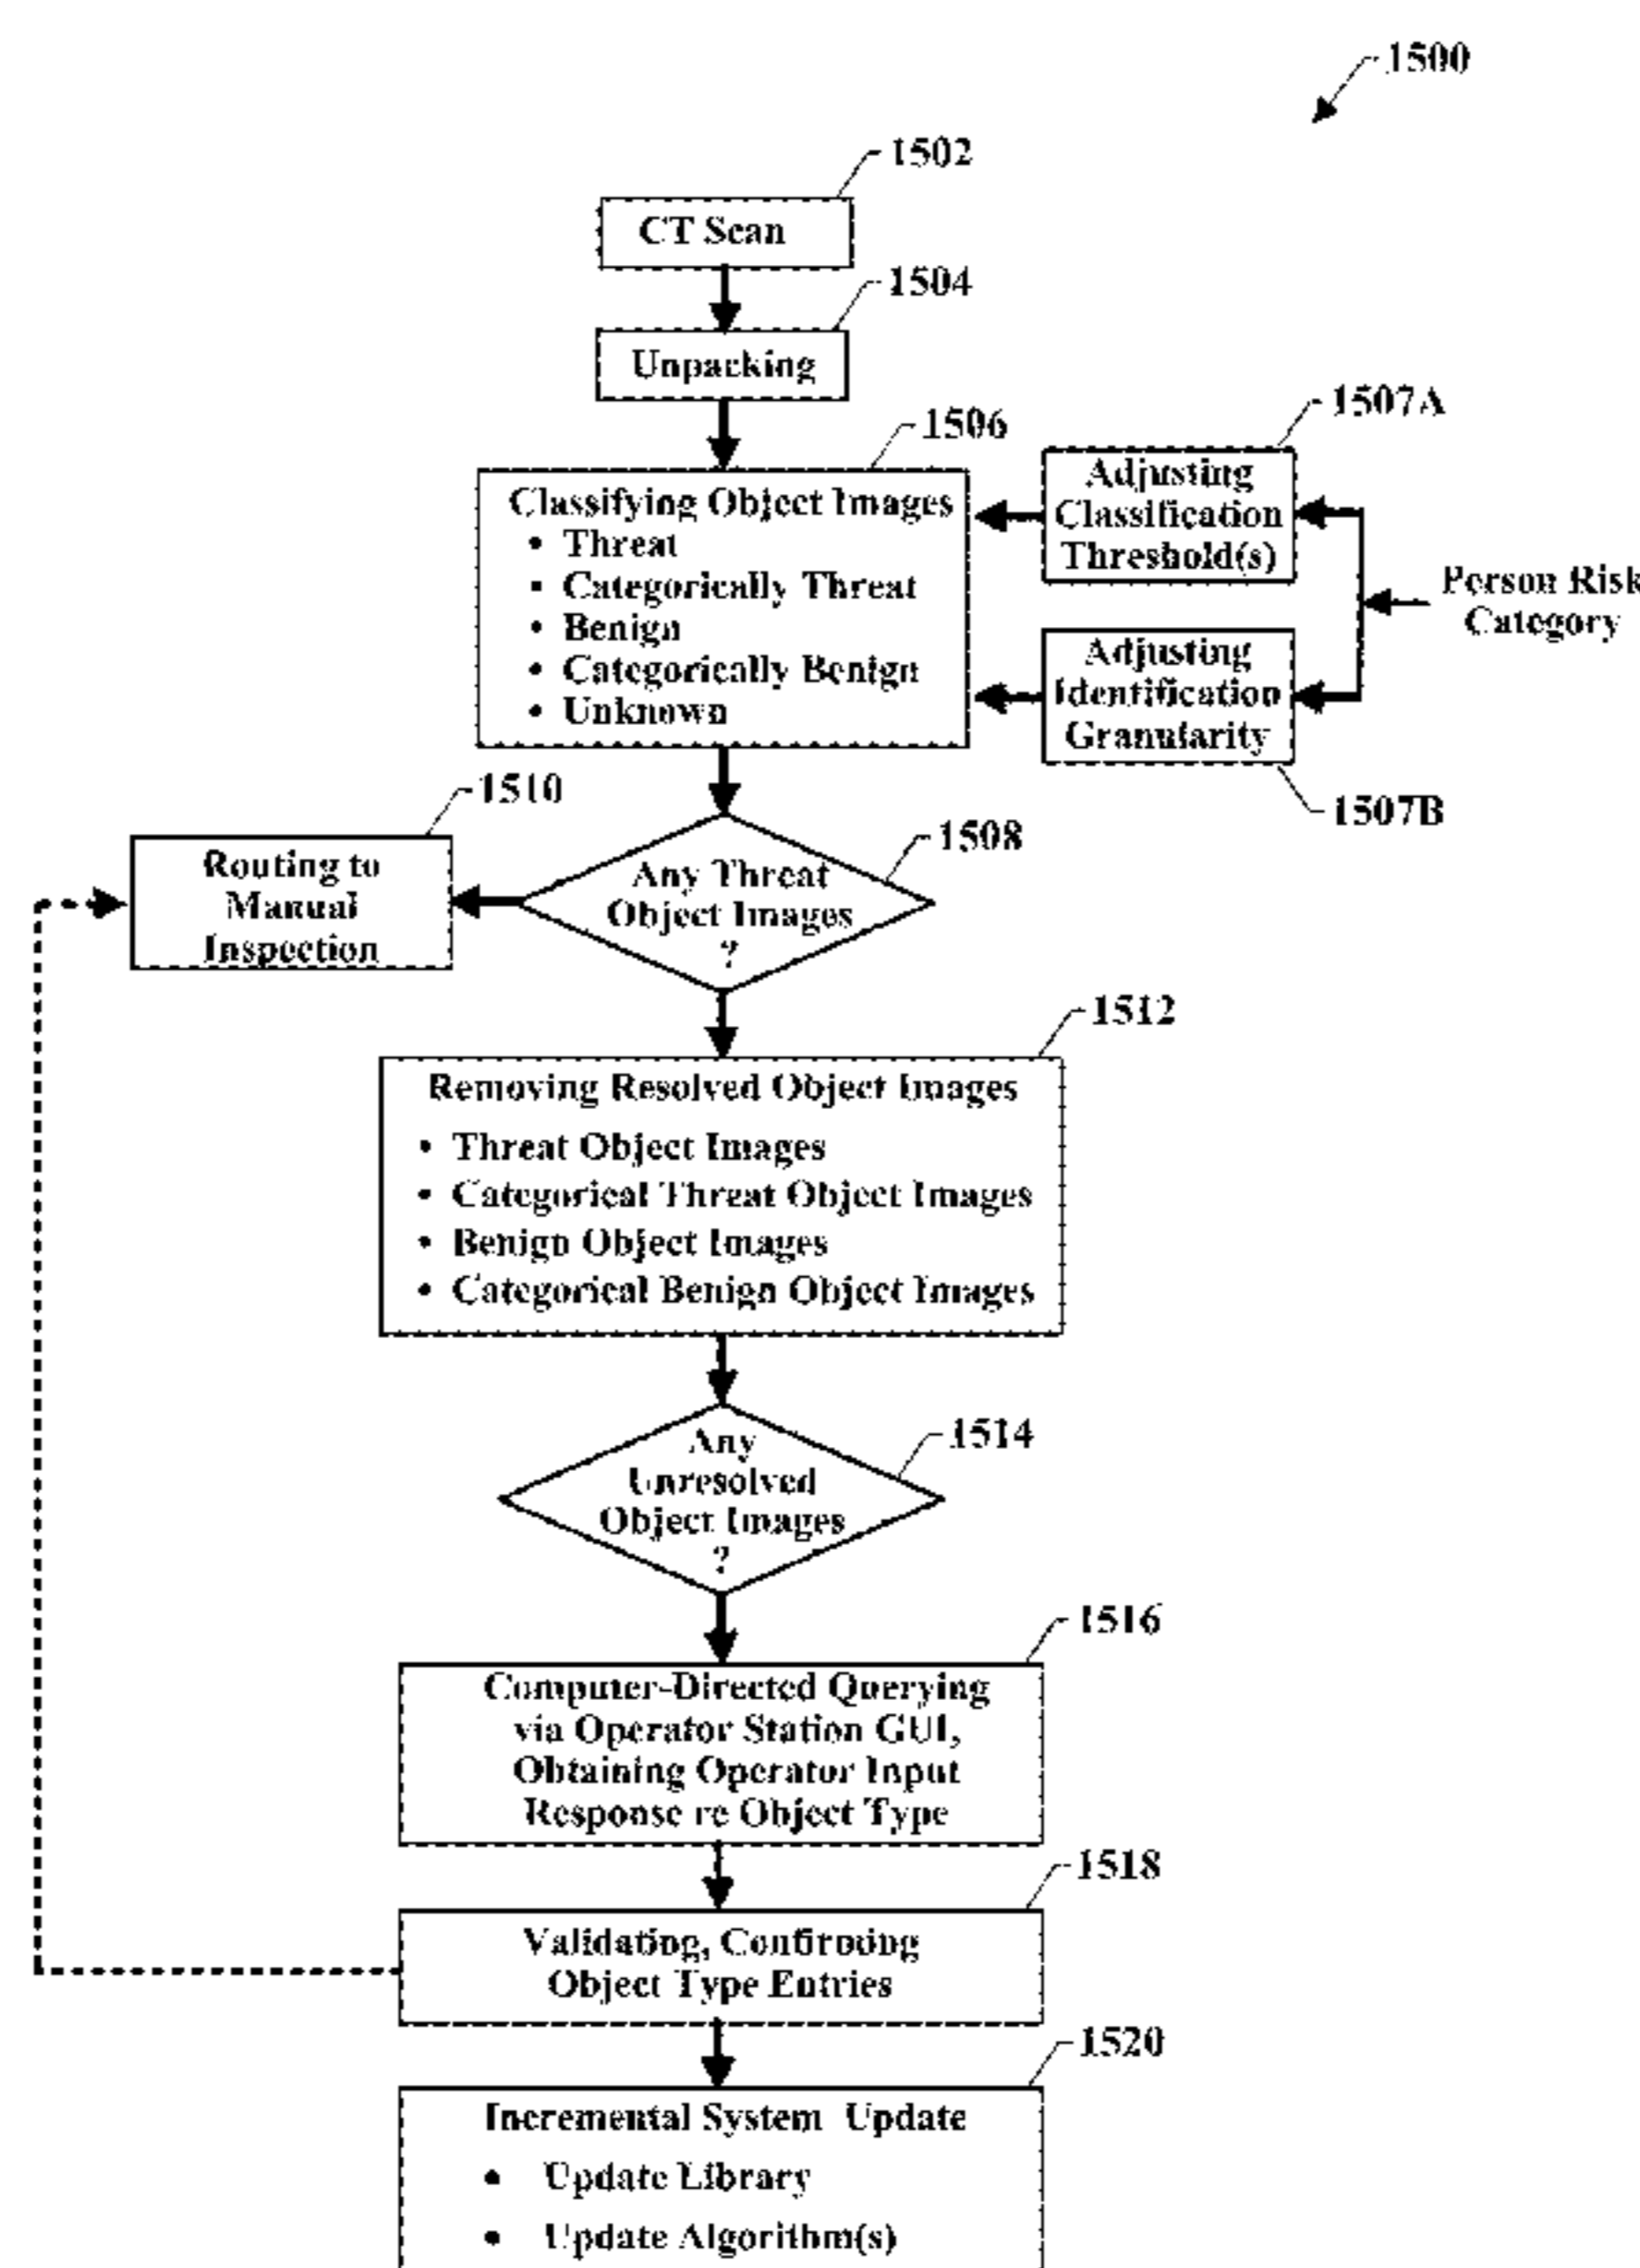 1500
1502
CT Scan
1504
Unpacking
1506
Classifying Object Images
• Threat
• Categorically Threat
• Benign
• Categorically Benign
• Unknown
1507A
Adjusting
Classification
Threshold(s)
Person Risk
Category
Adjusting
Identification
Granularity
1507B
1510
Routing to
Manual
Inspection
1508
Any Threat
Object Images
?
1512
Removing Resolved Object Images
• Threat Object Images
• Categorical Threat Object Images
• Benign Object Images
• Categorical Benign Object Images
1514
Any
Unresolved
Object Images
?
1516
Computer-Directed Querying
via Operator Station GUI,
Obtaining Operator Input
Response re Object Type
1518
Validating, Confirming
Object Type Entries
1520
Incremental System Update
• Update Library
• Update Algorithm(s)